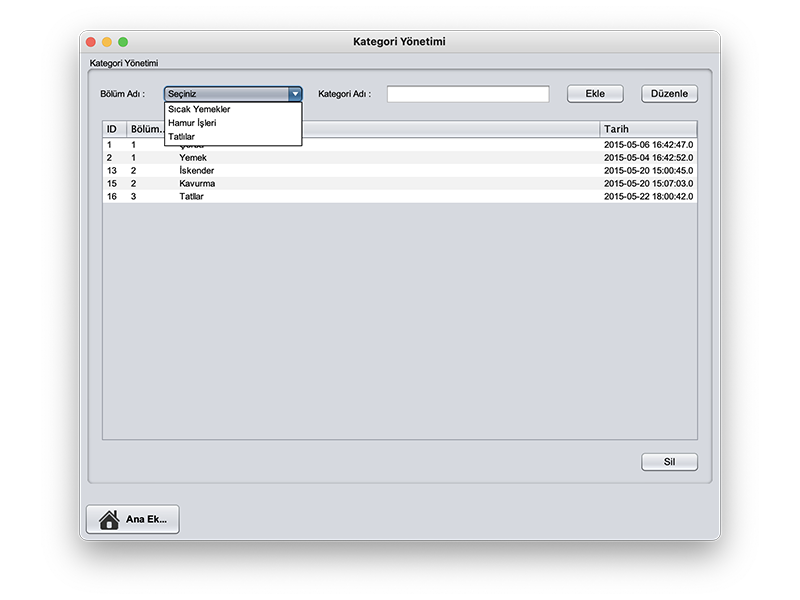 Kategori Yönetimi
Kategori Yönetimi
Bölüm Adı : Seçiniz Kategori Adı : Ekle Düzenle
Sıcak Yemekler
Hamur İşleri
Tatlılar
ID Bölüm... Tarih
1 1 2015-05-06 16:42:47.0
2 1 Yemek 2015-05-04 16:42:52.0
13 2 İskender 2015-05-20 15:00:45.0
15 2 Kavurma 2015-05-20 15:07:03.0
16 3 Tatllar 2015-05-22 18:00:42.0
Sil
Ana Ek...